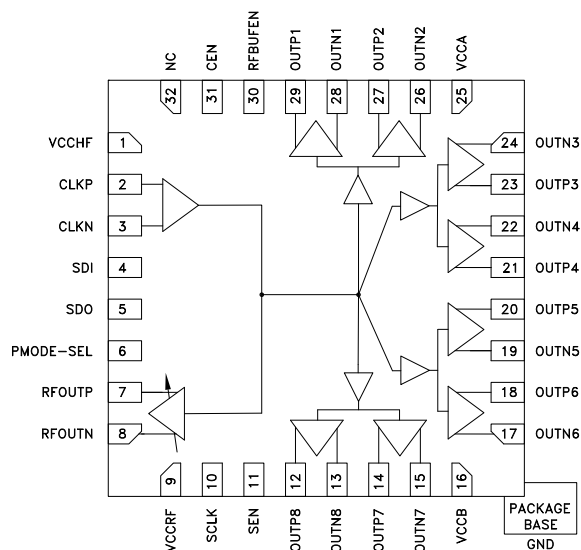 NC
CEN
RFBUFEN
OUTP1
OUTN1
OUTP2
OUTN2
VCCA
32
31
30
29
28
27
26
25
VCCHF 1
CLKP 2
CLKN 3
SDI 4
SDO 5
PMODE-SEL 6
RFOUTP 7
RFOUTN 8
24 OUTN3
23 OUTP3
22 OUTN4
21 OUTP4
20 OUTP5
19 OUTN5
18 OUTP6
17 OUTN6
9
10
11
12
13
14
15
16
VCCRF
SCLK
SEN
OUTP8
OUTN8
OUTP7
OUTN7
VCCB
PACKAGE
BASE
GND